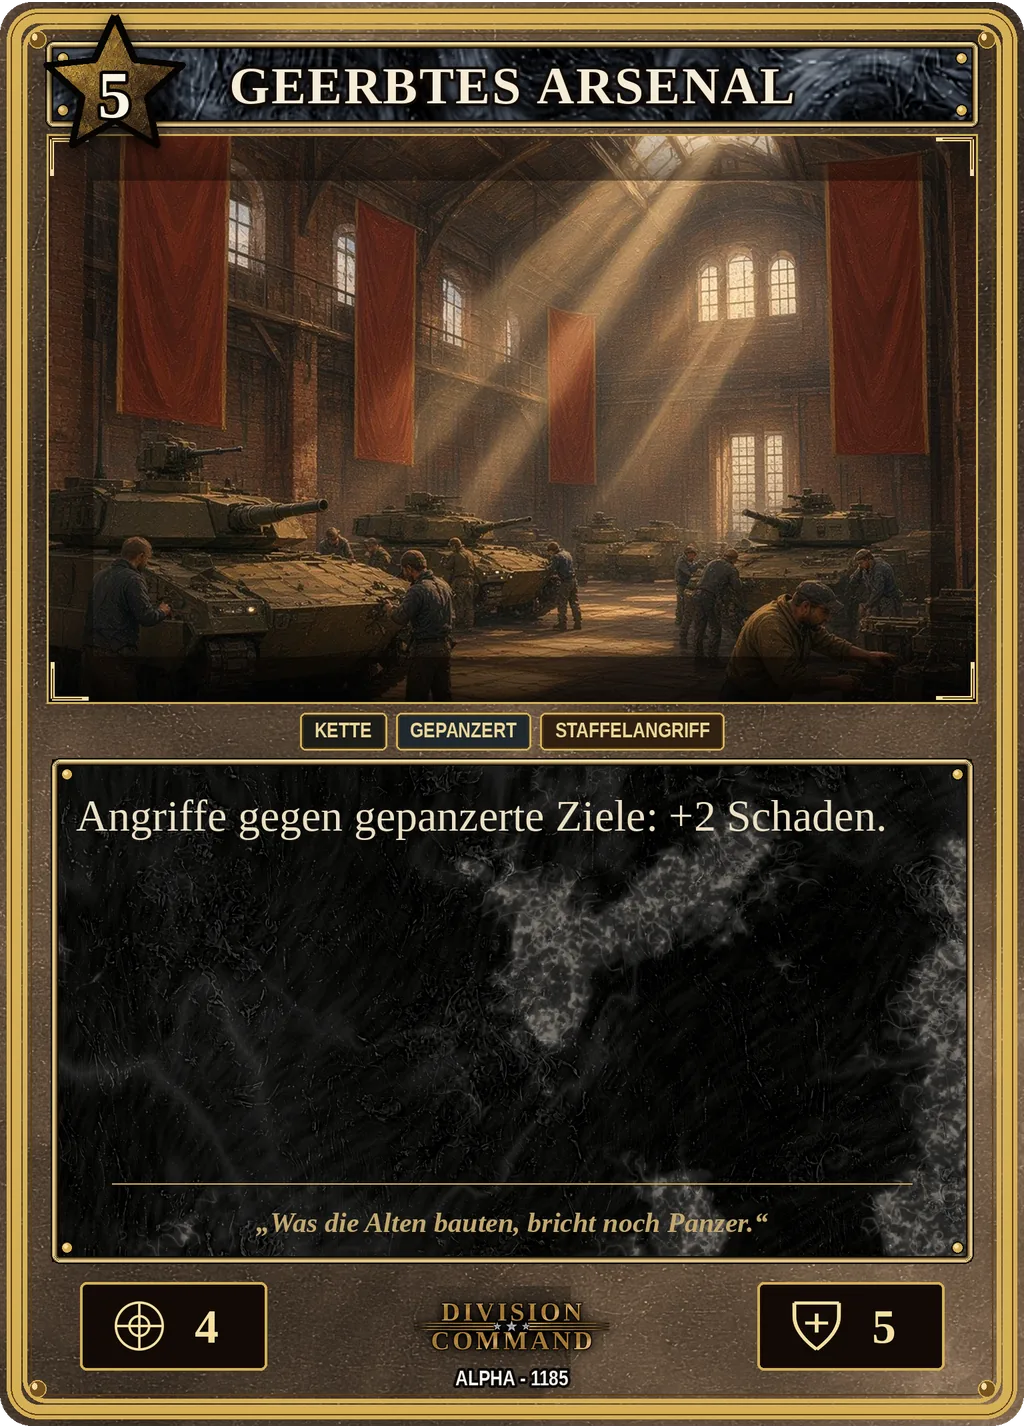 5
GEERBTES ARSENAL
KETTE
GEPANZERT
STAFFELANGRIFF
Angriffe gegen gepanzerte Ziele: +2 Schaden.
„Was die Alten bauten, bricht noch Panzer.“
4
DIVISION
COMMAND
ALPHA - 1185
5